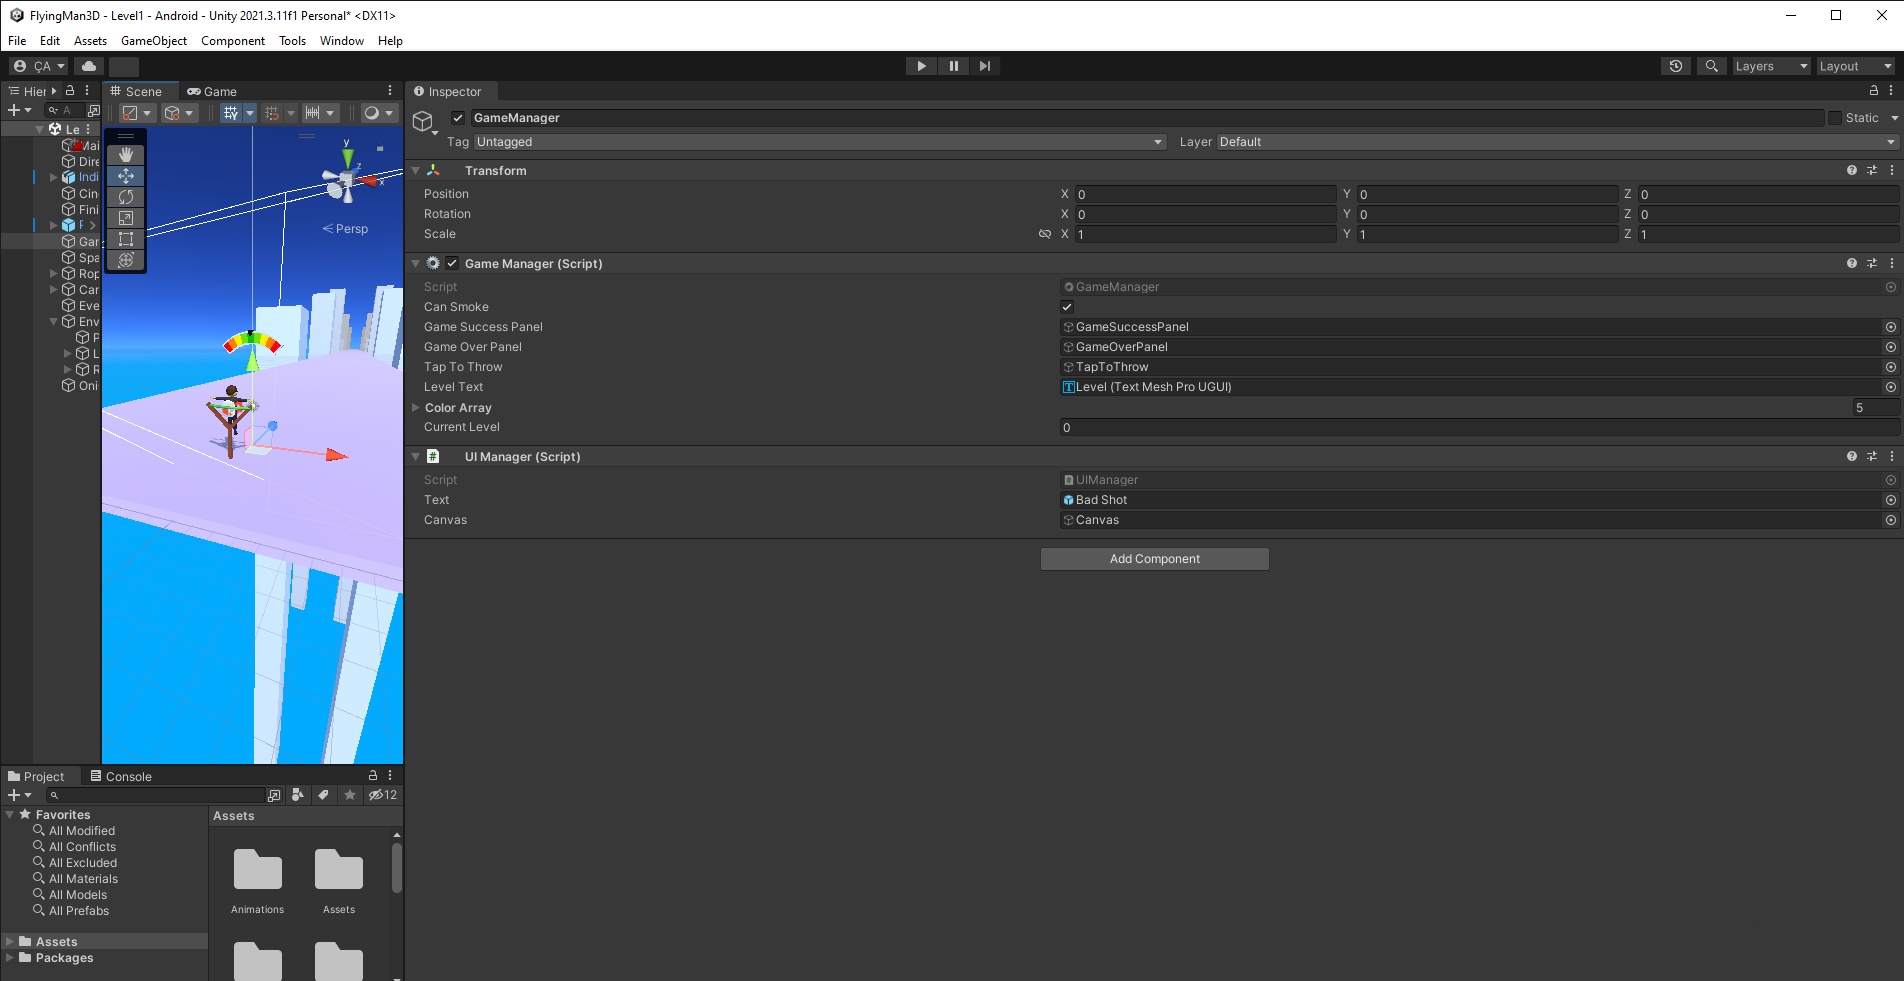 FlyingMan3D - Level1 - Android - Unity 2021.3.11f1 Personal* <DX11>
File Edit Assets GameObject Component Tools Window Help
ÇA
Layers
Layout
Hier
Scene
Game
Inspector
A
Le
Mai
Dire
Indi
Cin
Fini
Gan
Spa
Rop
Can
Eve
Env
P
L
R
Oni
y
z
x
Persp
GameManager
Static
Tag Untagged
Layer Default
Transform
Position X 0 Y 0 Z 0
Rotation X 0 Y 0 Z 0
Scale X 1 Y 1 Z 1
Game Manager (Script)
Script GameManager
Can Smoke
Game Success Panel GameSuccessPanel
Game Over Panel GameOverPanel
Tap To Throw TapToThrow
Level Text Level (Text Mesh Pro UGUI)
Color Array 5
Current Level 0
UI Manager (Script)
Script UIManager
Text Bad Shot
Canvas Canvas
Add Component
Project
Console
12
Favorites
All Modified
All Conflicts
All Excluded
All Materials
All Models
All Prefabs
Assets
Packages
Assets
Animations
Assets